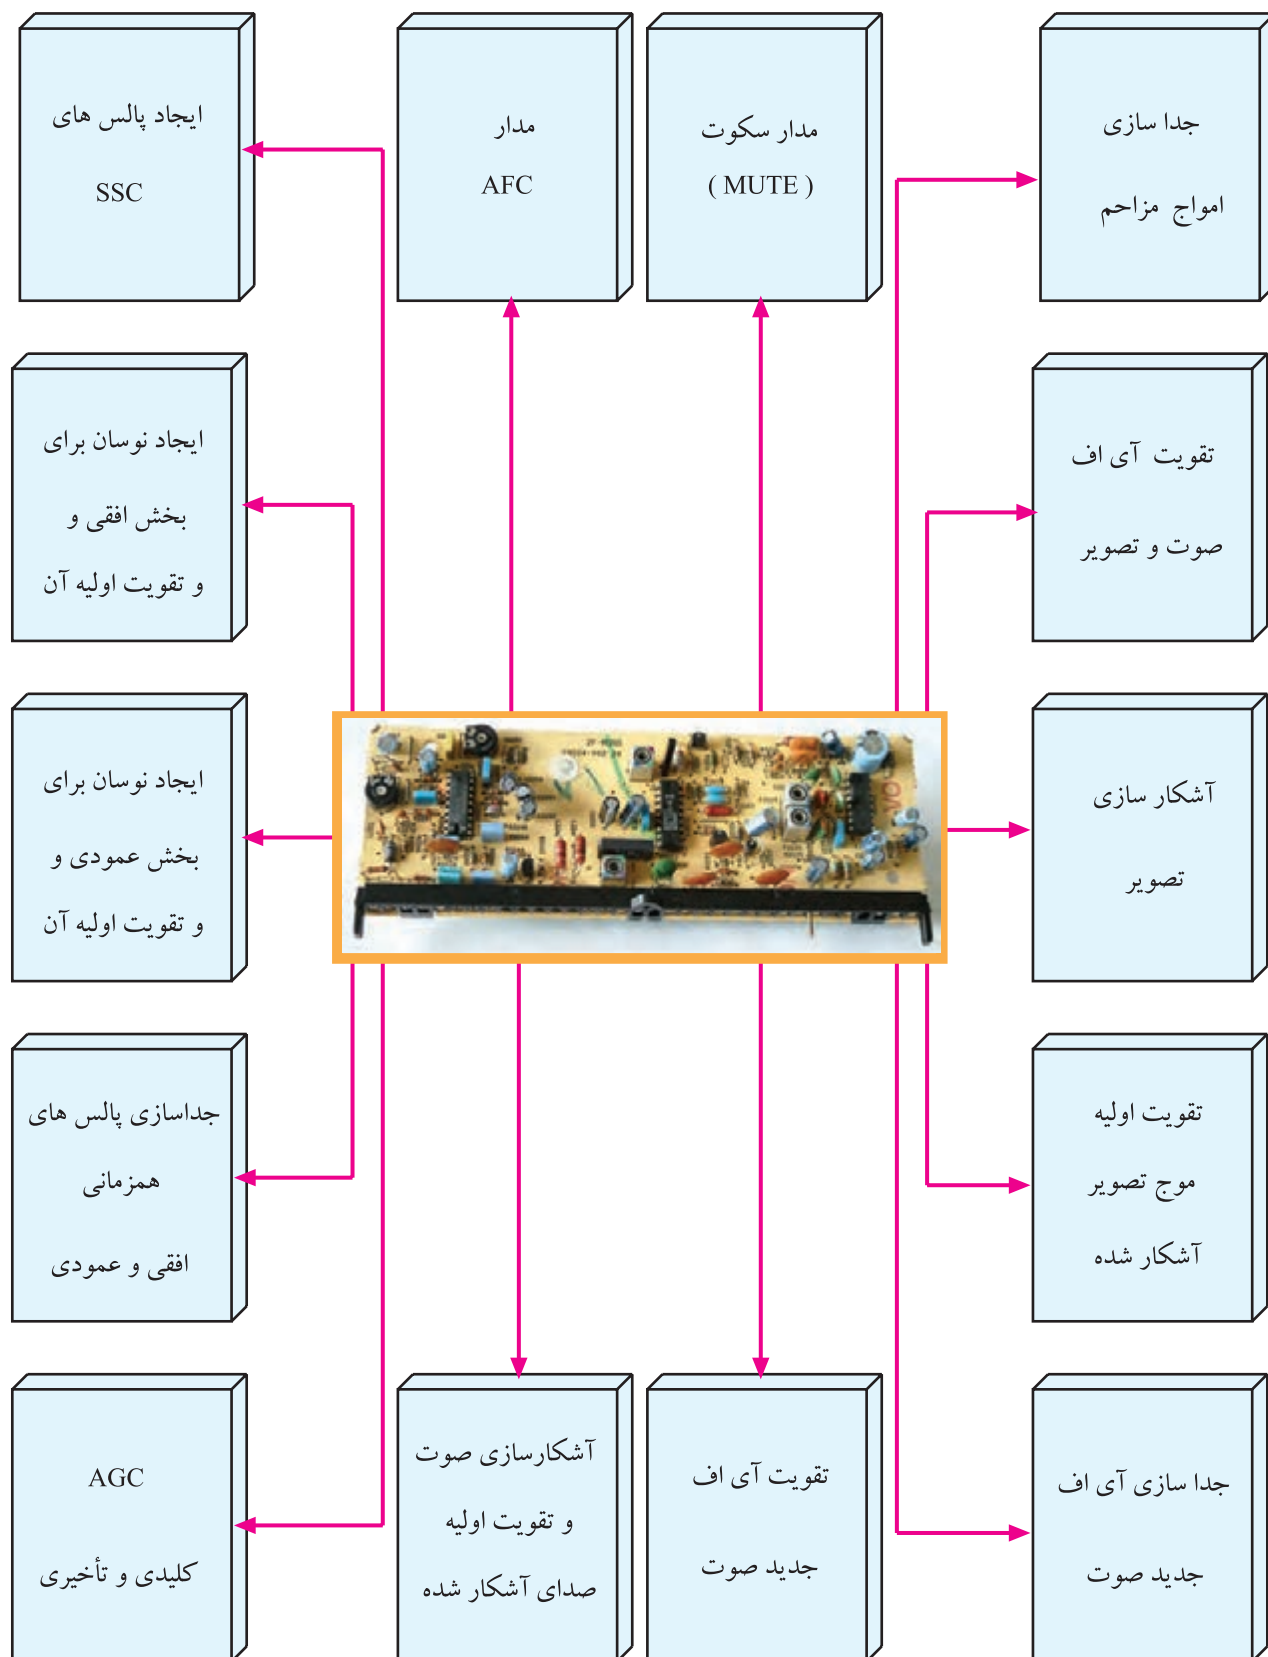 جدا سازی
امواج مزاحم
مدار سکوت
( MUTE )
مدار
AFC
ایجاد پالس های
SSC
تقویت آی اف
صوت و تصویر
ایجاد نوسان برای
بخش افقی و
و تقویت اولیه آن
آشکار سازی
تصویر
ایجاد نوسان برای
بخش عمودی و
و تقویت اولیه آن
تقویت اولیه
موج تصویر
آشکار شده
جداسازی پالس های
همزمانی
افقی و عمودی
جدا سازی آی اف
جدید صوت
تقویت آی اف
جدید صوت
آشکارسازی صوت
و تقویت اولیه
صدای آشکار شده
AGC
کلیدی و تأخیری